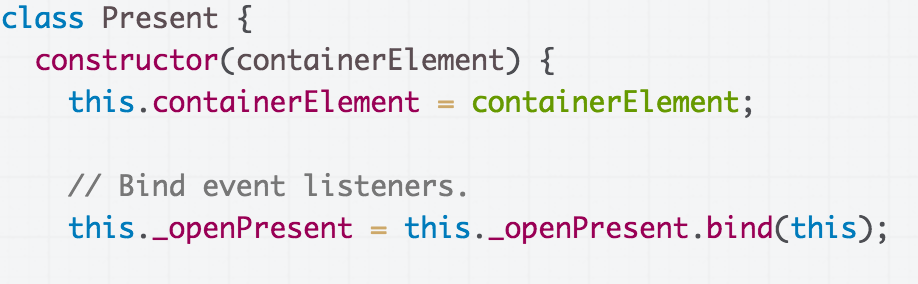 class Present {
constructor(containerElement) {
this.containerElement = containerElement;
// Bind event listeners.
this._openPresent = this._openPresent.bind(this);